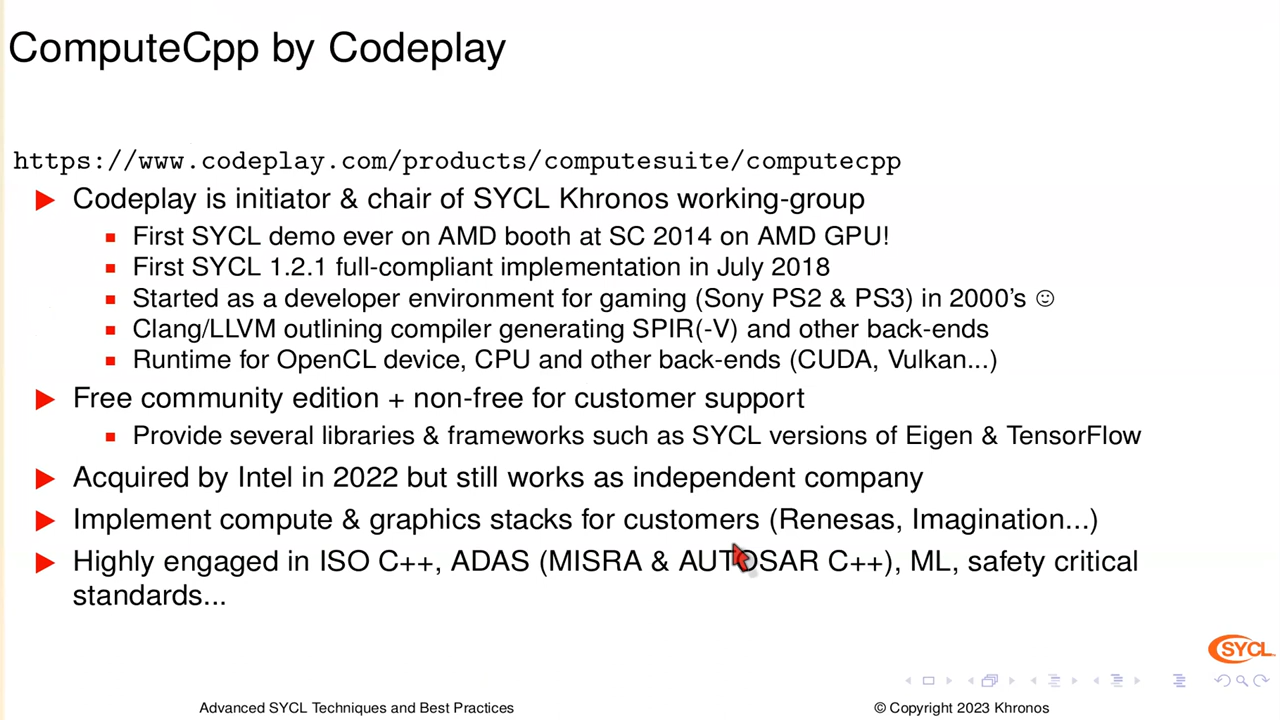 ComputeCpp by Codeplay
https://www.codeplay.com/products/computesuite/computecpp
Codeplay is initiator & chair of SYCL Khronos working-group
First SYCL demo ever on AMD booth at SC 2014 on AMD GPU!
First SYCL 1.2.1 full-compliant implementation in July 2018
Started as a developer environment for gaming (Sony PS2 & PS3) in 2000's ☺
Clang/LLVM outlining compiler generating SPIR(-V) and other back-ends
Runtime for OpenCL device, CPU and other back-ends (CUDA, Vulkan...)
Free community edition + non-free for customer support
Provide several libraries & frameworks such as SYCL versions of Eigen & TensorFlow
Acquired by Intel in 2022 but still works as independent company
Implement compute & graphics stacks for customers (Renesas, Imagination...)
Highly engaged in ISO C++, ADAS (MISRA & AUTOSAR C++), ML, safety critical
standards...
SYCL
Advanced SYCL Techniques and Best Practices
© Copyright 2023 Khronos